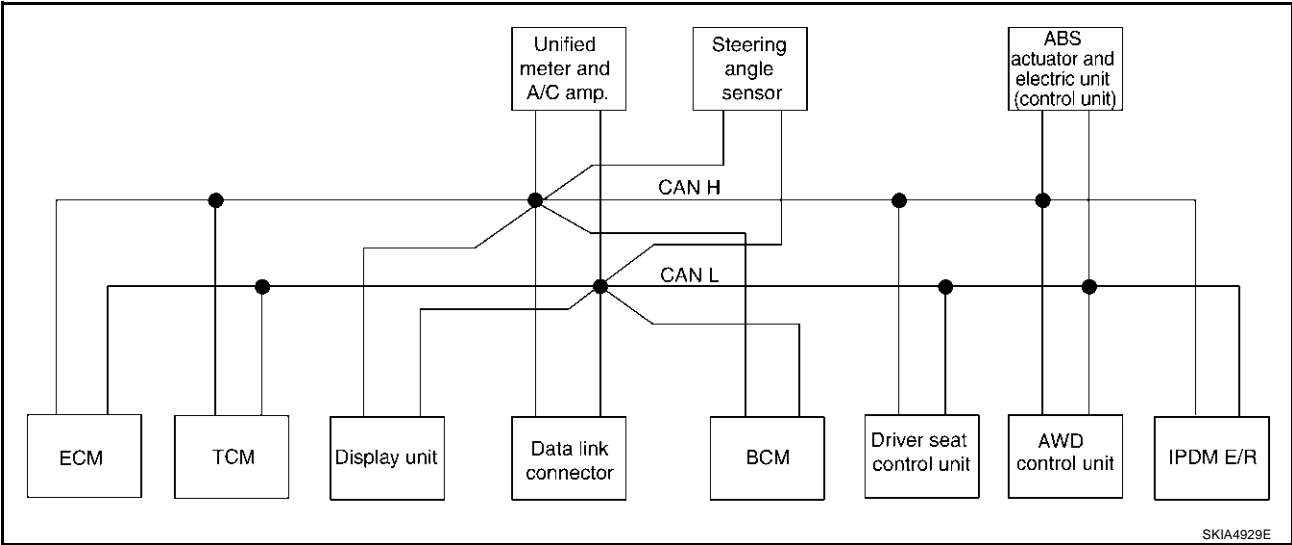 Unified
meter and
A/C amp.
Steering
angle
sensor
ABS
actuator and
electric unit
(control unit)
CAN H
CAN L
ECM
TCM
Display unit
Data link
connector
BCM
Driver seat
control unit
AWD
control unit
IPDM E/R
SKIA4929E